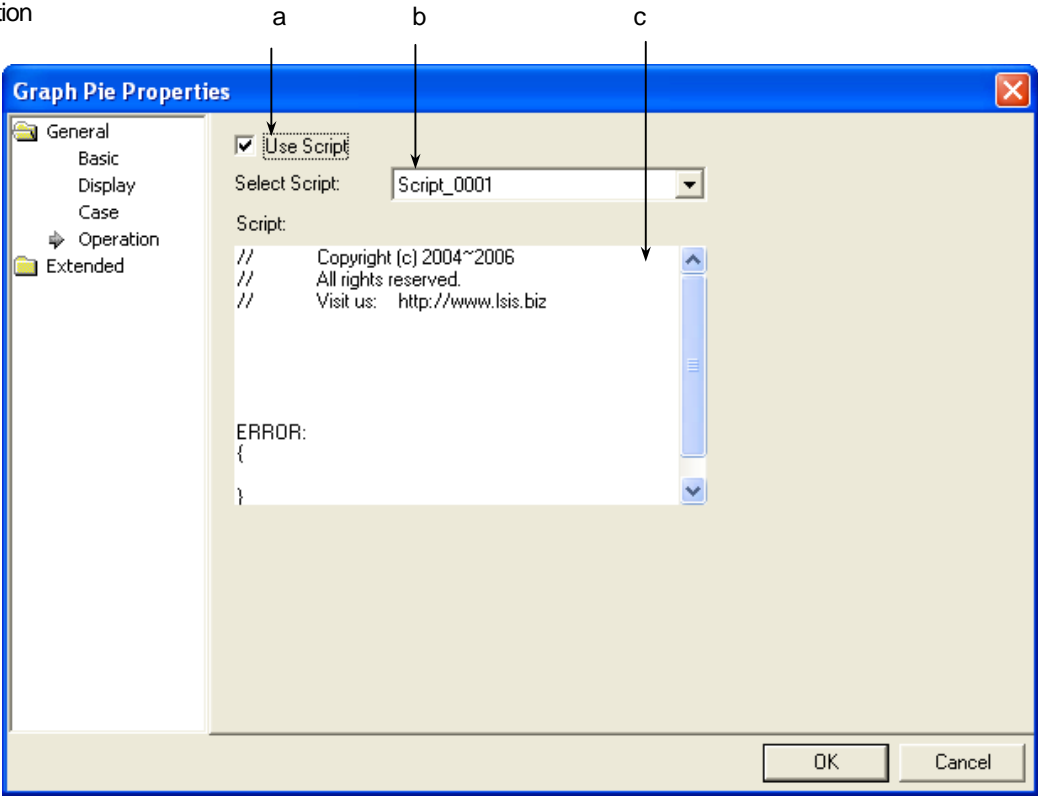 a b c
Graph Pie Properties
General
Basic
Display
Case
Operation
Extended
Use Script
Select Script: Script_0001
Script:
// Copyright (c) 2004~2006
// All rights reserved.
// Visit us: http://www.lsis.biz
ERROR:
{
}
OK Cancel